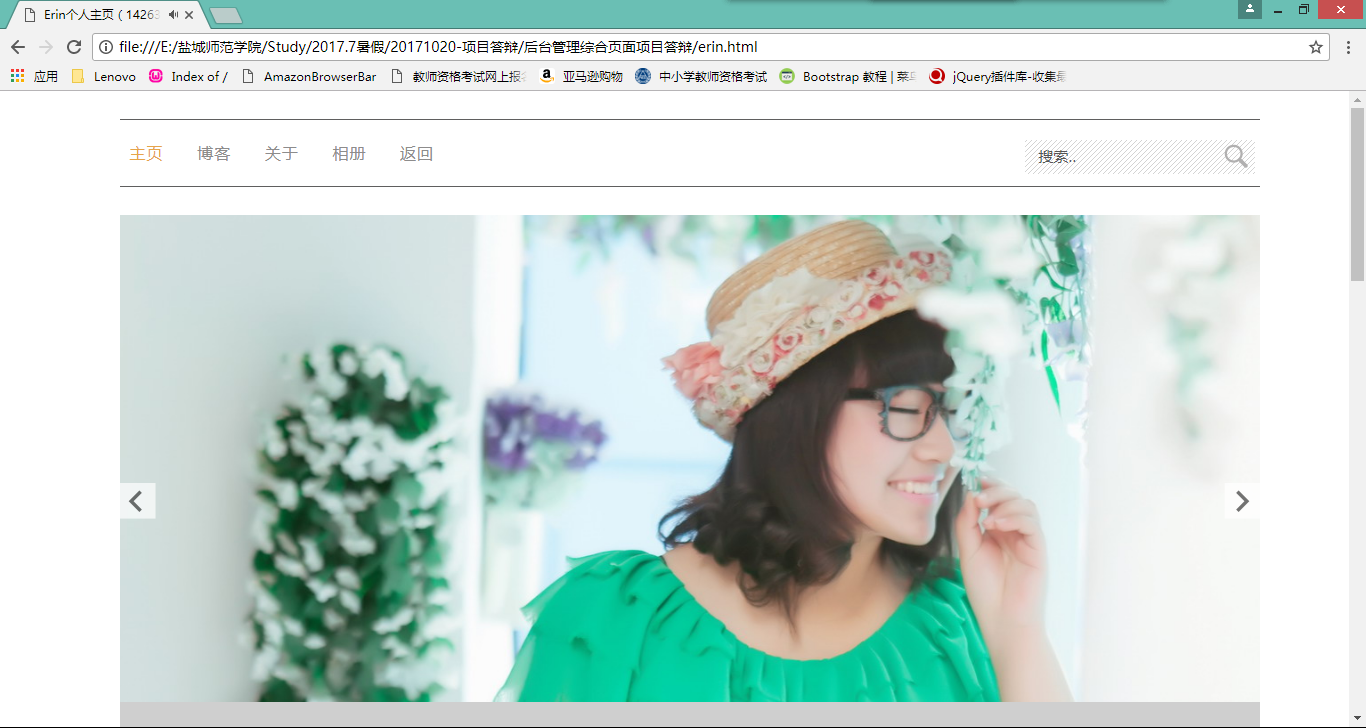 Erin个人主页 ( 14263
file:///E:/盐城师范学院/Study/2017.7暑假/20171020-项目答辩/后台管理综合页面项目答辩/erin.html
应用 Lenovo Index of / AmazonBrowserBar 教师资格考试网上报 亚马逊购物 中小学教师资格考试 Bootstrap 教程 | 菜 jQuery插件库-收集
主页 博客 关于 相册 返回 搜索..